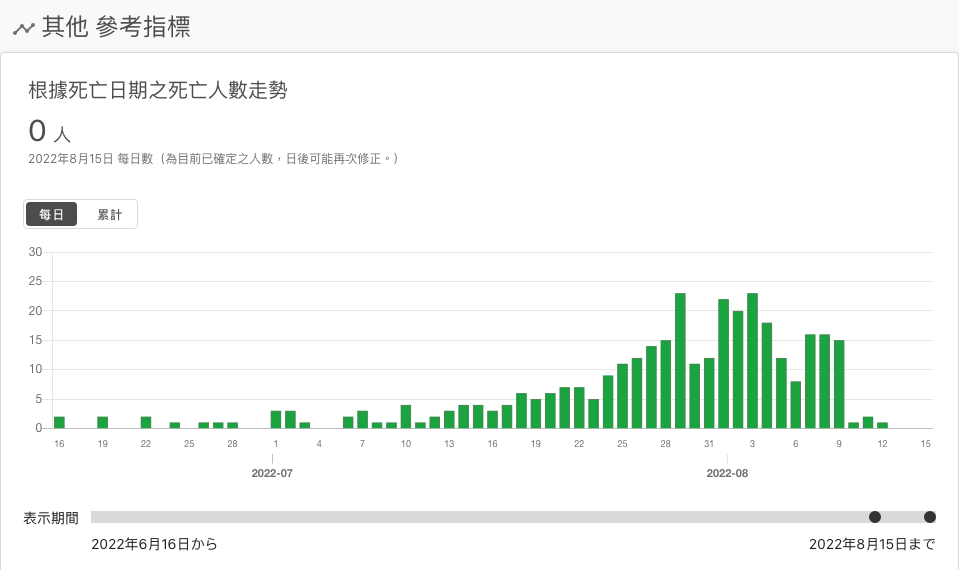 其他 參考指標
根據死亡日期之死亡人數走勢
0 人
2022年8月15日 每日數（為目前已確定之人數，日後可能再次修正。）
每日 累計
30
25
20
15
10
5
0
16 19 22 25 28 1 4 7 10 13 16 19 22 25 28 31 3 6 9 12 15
2022-07 2022-08
表示期間
2022年6月16日から 2022年8月15日まで